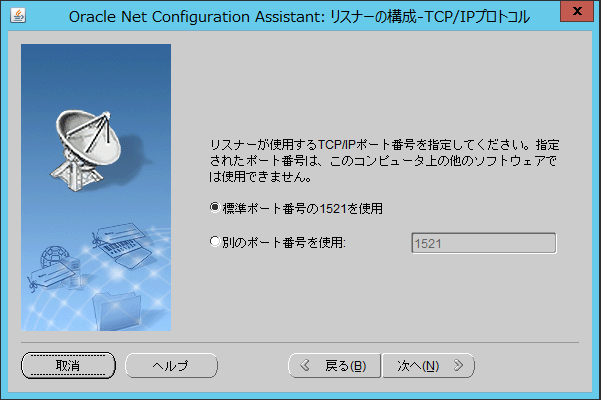 Oracle Net Configuration Assistant: リスナーの構成-TCP/IPプロトコル
x
リスナーが使用するTCP/IPポート番号を指定してください。指定
されたポート番号は、このコンピュータ上の他のソフトウェアで
は使用できません。
標準ポート番号の1521を使用
別のポート番号を使用:
1521
取消
ヘルプ
戻る(B)
次へ(N)